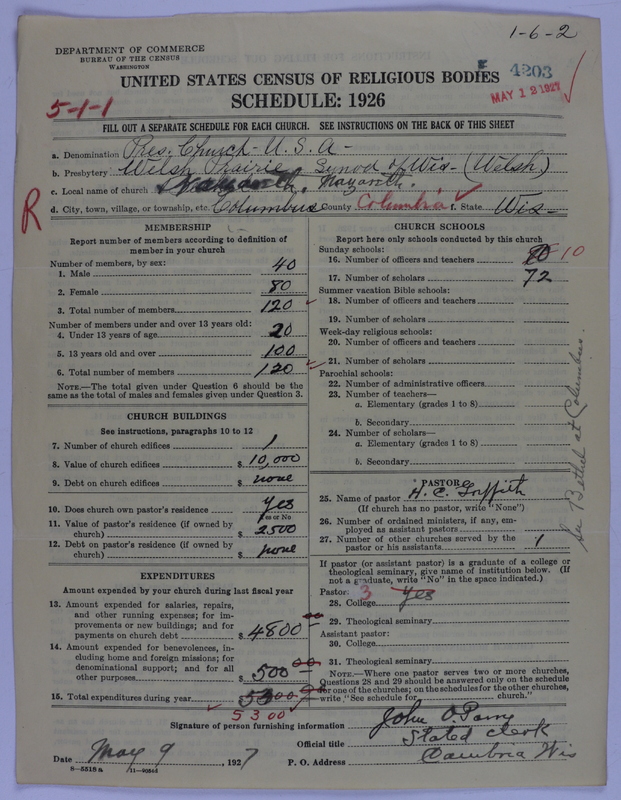 1-6-2
DEPARTMENT OF COMMERCE
BUREAU OF THE CENSUS
WASHINGTON
4203
MAY 13 1927
UNITED STATES CENSUS OF RELIGIOUS BODIES
5-1-1
SCHEDULE: 1926
FILL OUT A SEPARATE SCHEDULE FOR EACH CHURCH. SEE INSTRUCTIONS ON THE BACK OF THIS SHEET
a. Denomination Pres. Church - U.S.A -
b. Presbytery Welsh Prairie Synod of Wis - (Welsh)
c. Local name of church Nazareth.
R
d. City, town, village, or township, etc. Columbus County Columbia f. State Wis -
MEMBERSHIP
Report number of members according to definition of member in your church
Number of members, by sex:
1. Male 40
2. Female 80
3. Total number of members 120
Number of members under and over 13 years old:
4. Under 13 years of age 20
5. 13 years old and over 100
6. Total number of members 120
NOTE.—The total given under Question 6 should be the same as the total of males and females given under Question 3.
CHURCH BUILDINGS
See instructions, paragraphs 10 to 12
7. Number of church edifices 1
8. Value of church edifices $ 10,000
9. Debt on church edifices $ none
10. Does church own pastor's residence yes
Yes or No
11. Value of pastor's residence (if owned by church) $ 2500
12. Debt on pastor's residence (if owned by church) $ none
EXPENDITURES
Amount expended by your church during last fiscal year
13. Amount expended for salaries, repairs, and other running expenses; for improvements or new buildings; and for payments on church debt $ 4800 00
14. Amount expended for benevolences, including home and foreign missions; for denominational support; and for all other purposes $ 500 00
15. Total expenditures during year $ 5300 00
5300
CHURCH SCHOOLS
Report here only schools conducted by this church
Sunday schools:
16. Number of officers and teachers 10
17. Number of scholars 72
Summer vacation Bible schools:
18. Number of officers and teachers
19. Number of scholars
Week-day religious schools:
20. Number of officers and teachers
21. Number of scholars
Parochial schools:
22. Number of administrative officers
23. Number of teachers—
a. Elementary (grades 1 to 8)
b. Secondary
24. Number of scholars—
a. Elementary (grades 1 to 8)
b. Secondary
PASTOR
25. Name of pastor H. C. Griffith
(If church has no pastor, write "None")
26. Number of ordained ministers, if any, employed as assistant pastors
27. Number of other churches served by the pastor or his assistants 1
See Bethel at Columbus.
If pastor (or assistant pastor) is a graduate of a college or theological seminary, give name of institution below. (If not a graduate, write "No" in the space indicated.)
Pastor: 3
28. College yes
29. Theological seminary
Assistant pastor:
30. College
31. Theological seminary
NOTE.—Where one pastor serves two or more churches, Questions 28 and 29 should be answered only on the schedule for one of the churches; on the schedules for the other churches, write "See schedule for church."
Signature of person furnishing information John O. Parry
Official title Stated clerk
Date May 9, 1927 P. O. Address Cambria Wis
8-5518a 11-90545